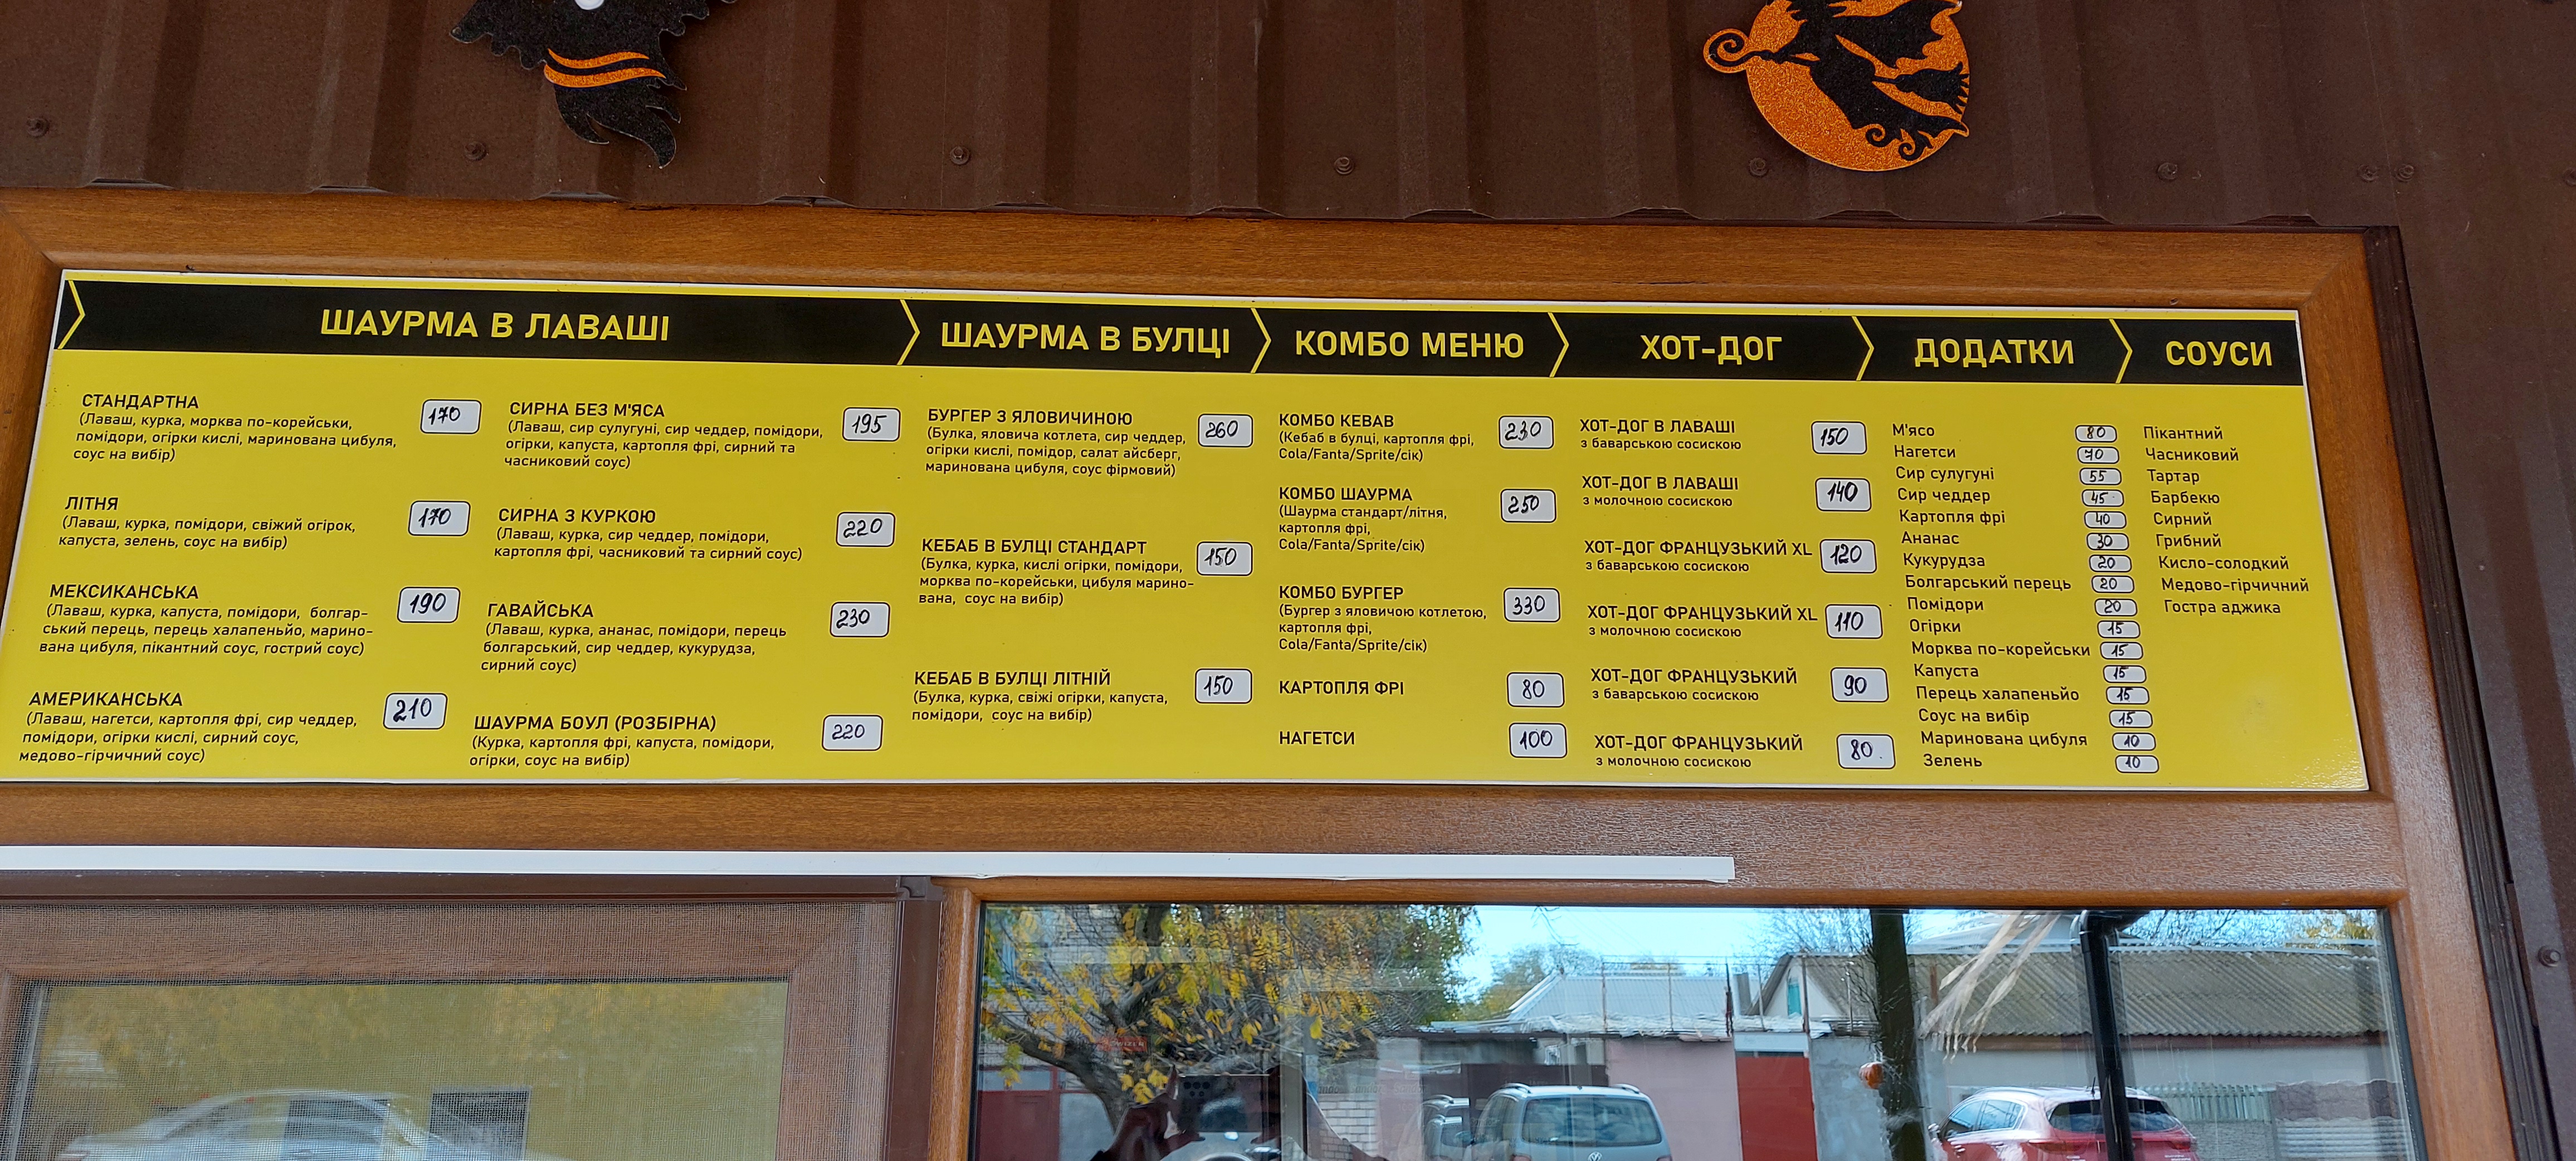 ШАУРМА В ЛАВАШІ
СТАНДАРТНА 170
(Лаваш, курка, морква по-корейськи,
помідори, огірки кислі, маринована цибуля,
соус на вибір)
ЛІТНЯ 170
(Лаваш, курка, помідори, свіжий огірок,
капуста, зелень, соус на вибір)
МЕКСИКАНСЬКА 190
(Лаваш, курка, капуста, помідори, болгар-
ський перець, перець халапеньйо, марино-
вана цибуля, пікантний соус, гострий соус)
АМЕРИКАНСЬКА 210
(Лаваш, нагетси, картопля фрі, сир чеддер,
помідори, огірки кислі, сирний соус,
медово-гірчичний соус)
СИРНА БЕЗ М'ЯСА 195
(Лаваш, сир сулугуні, сир чеддер, помідори,
огірки, капуста, картопля фрі, сирний та
часниковий соус)
СИРНА З КУРКОЮ 220
(Лаваш, курка, сир чеддер, помідори,
картопля фрі, часниковий та сирний соус)
ГАВАЙСЬКА 230
(Лаваш, курка, ананас, помідори, перець
болгарський, сир чеддер, кукурудза,
сирний соус)
ШАУРМА БОУЛ (РОЗБІРНА) 220
(Курка, картопля фрі, капуста, помідори,
огірки, соус на вибір)
ШАУРМА В БУЛЦІ
БУРГЕР З ЯЛОВИЧИНОЮ 260
(Булка, яловича котлета, сир чеддер,
огірки кислі, помідор, салат айсберг,
маринована цибуля, соус фірмовий)
КЕБАБ В БУЛЦІ СТАНДАРТ 150
(Булка, курка, кислі огірки, помідори,
морква по-корейськи, цибуля марино-
вана, соус на вибір)
КЕБАБ В БУЛЦІ ЛІТНІЙ 150
(Булка, курка, свіжі огірки, капуста,
помідори, соус на вибір)
КОМБО МЕНЮ
КОМБО КЕВАВ 230
(Кебаб в булці, картопля фрі,
Cola/Fanta/Sprite/сік)
КОМБО ШАУРМА 250
(Шаурма стандарт/літня,
картопля фрі,
Cola/Fanta/Sprite/сік)
КОМБО БУРГЕР 330
(Бургер з яловичою котлетою,
картопля фрі,
Cola/Fanta/Sprite/сік)
КАРТОПЛЯ ФРІ 80
НАГЕТСИ 100
ХОТ-ДОГ
ХОТ-ДОГ В ЛАВАШІ 150
з баварською сосискою
ХОТ-ДОГ В ЛАВАШІ 140
з молочною сосискою
ХОТ-ДОГ ФРАНЦУЗЬКИЙ XL 120
з баварською сосискою
ХОТ-ДОГ ФРАНЦУЗЬКИЙ XL 110
з молочною сосискою
ХОТ-ДОГ ФРАНЦУЗЬКИЙ 90
з баварською сосискою
ХОТ-ДОГ ФРАНЦУЗЬКИЙ 80
з молочною сосискою
ДОДАТКИ
М'ясо 80
Нагетси 70
Сир сулугуні 55
Сир чеддер 45
Картопля фрі 40
Ананас 30
Кукурудза 20
Болгарський перець 20
Помідори 20
Огірки 15
Морква по-корейськи 15
Капуста 15
Перець халапеньйо 15
Соус на вибір 15
Маринована цибуля 10
Зелень 10
СОУСИ
Пікантний
Часниковий
Тартар
Барбекю
Сирний
Грибний
Кисло-солодкий
Медово-гірчичний
Гостра аджика